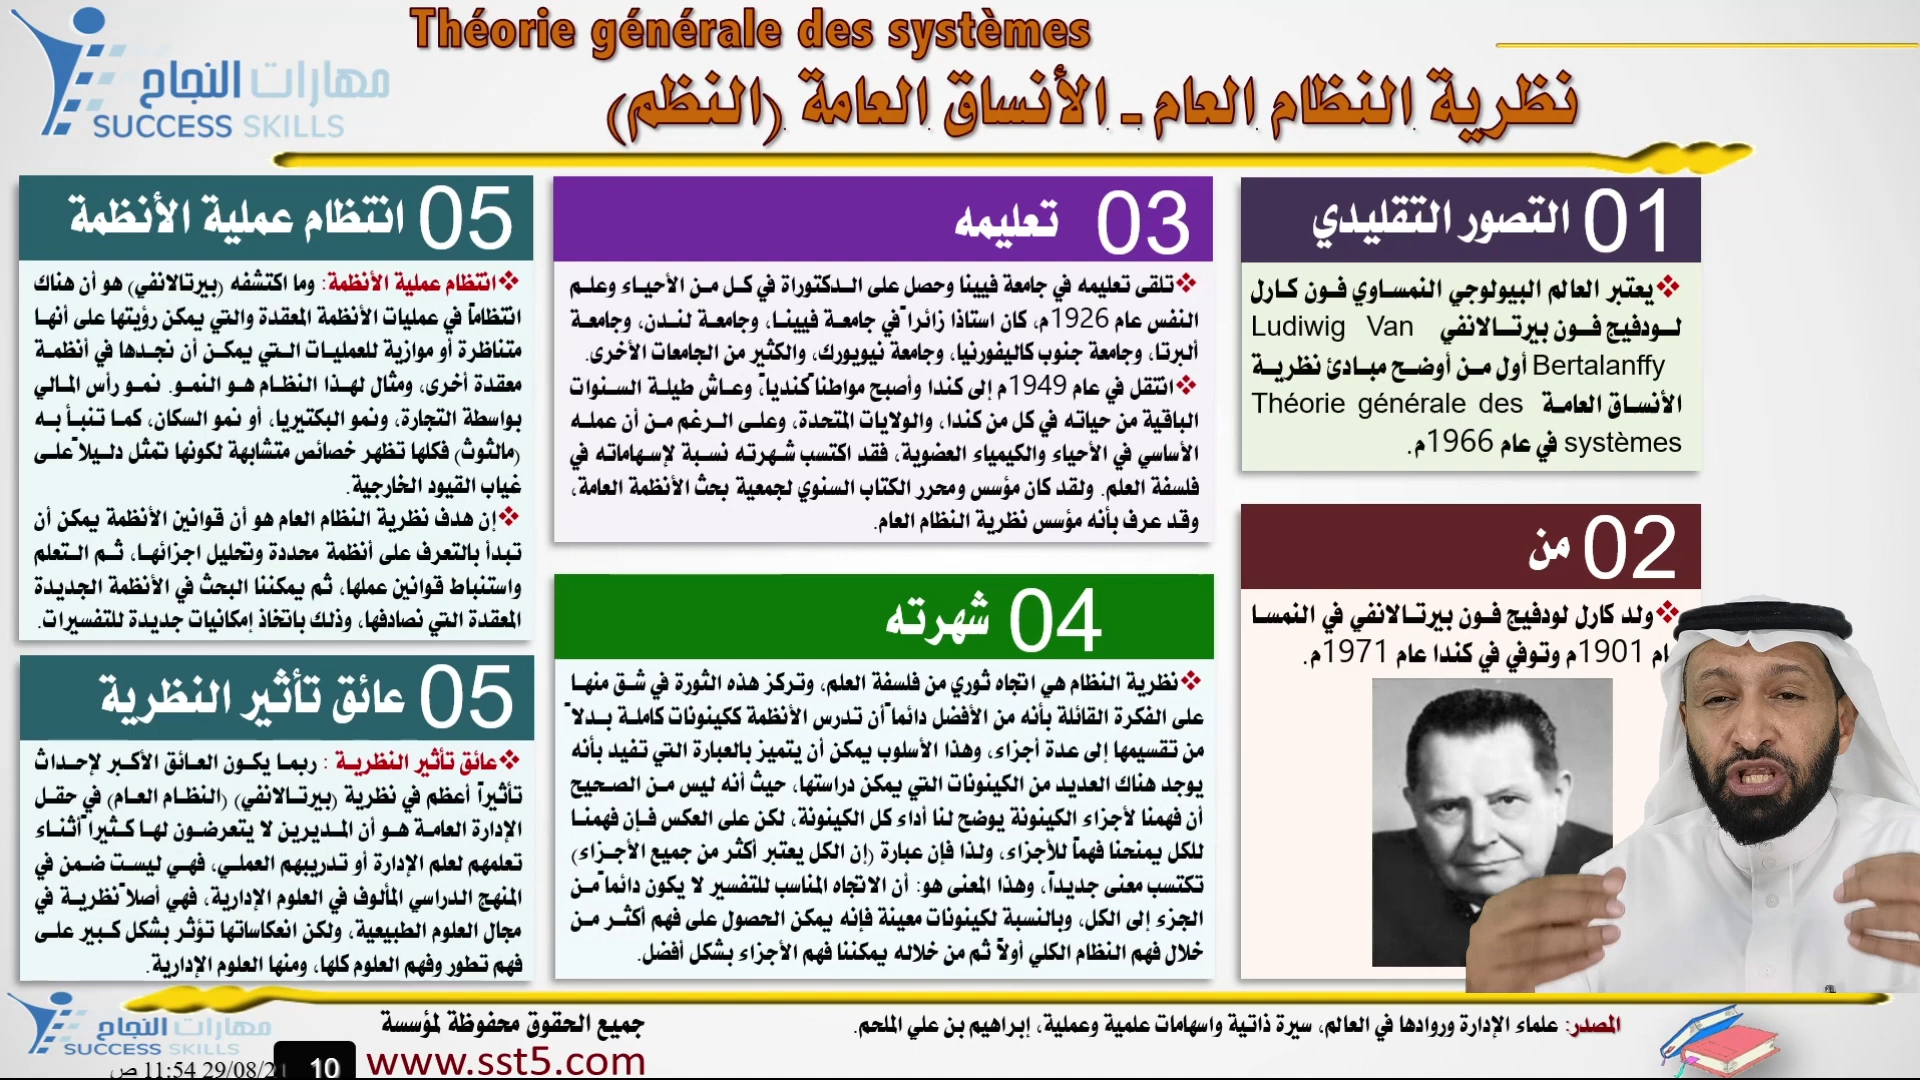 Théorie générale des systèmes
نظرية النظام العام - الأنساق العامة (النظم)
مهارات النجاح
SUCCESS SKILLS
01 التصور التقليدي
❖يعتبر العالم البيولوجي النمساوي فون كارل
لودفيج فون بيرتالانفي Ludiwig Van
Bertalanffy أول من أوضح مبادئ نظرية
الأنساق العامة Théorie générale des
systèmes في عام 1966م.
02 من
❖ولد كارل لودفيج فون بيرتالانفي في النمسا
ام 1901م وتوفي في كندا عام 1971م.
03 تعليمه
❖تلقى تعليمه في جامعة فيينا وحصل على الدكتوراة في كل من الأحياء وعلم
النفس عام 1926م، كان استاذا زائراً في جامعة فيينا، وجامعة لندن، وجامعة
ألبرتا، وجامعة جنوب كاليفورنيا، وجامعة نيويورك، والكثير من الجامعات الأخرى.
❖انتقل في عام 1949م إلى كندا وأصبح مواطناً كندياً، وعاش طيلة السنوات
الباقية من حياته في كل من كندا، والولايات المتحدة، وعلى الرغم من أن عمله
الأساسي في الأحياء والكيمياء العضوية، فقد اكتسب شهرته نسبة لإسهاماته في
فلسفة العلم. ولقد كان مؤسس ومحرر الكتاب السنوي لجمعية بحث الأنظمة العامة،
وقد عرف بأنه مؤسس نظرية النظام العام.
04 شهرته
❖نظرية النظام هي اتجاه ثوري من فلسفة العلم، وتركز هذه الثورة في شق منها
على الفكرة القائلة بأنه من الأفضل دائماً أن تدرس الأنظمة ككينونات كاملة بدلاً
من تقسيمها إلى عدة أجزاء، وهذا الأسلوب يمكن أن يتميز بالعبارة التي تفيد بأنه
يوجد هناك العديد من الكينونات التي يمكن دراستها، حيث أنه ليس من الصحيح
أن فهمنا لأجزاء الكينونة يوضح لنا أداء كل الكينونة، لكن على العكس فإن فهمنا
للكل يمنحنا فهماً للأجزاء، ولذا فإن عبارة (إن الكل يعتبر أكثر من جميع الأجزاء)
تكتسب معنى جديداً، وهذا المعنى هو: أن الاتجاه المناسب للتفسير لا يكون دائماً من
الجزء إلى الكل، وبالنسبة لكينونات معينة فإنه يمكن الحصول على فهم أكثر من
خلال فهم النظام الكلي أولاً ثم من خلاله يمكننا فهم الأجزاء بشكل أفضل.
05 انتظام عملية الأنظمة
❖انتظام عملية الأنظمة: وما اكتشفه (بيرتالانفي) هو أن هناك
انتظاماً في عمليات الأنظمة المعقدة والتي يمكن رؤيتها على أنها
متناظرة أو موازية للعمليات التي يمكن أن نجدها في أنظمة
معقدة أخرى، ومثال لهذا النظام هو النمو. نمو رأس المالي
بواسطة التجارة، ونمو البكتيريا، أو نمو السكان، كما تنبأ به
(مالثوث) فكلها تظهر خصائص متشابهة لكونها تمثل دليلاً على
غياب القيود الخارجية.
❖إن هدف نظرية النظام العام هو أن قوانين الأنظمة يمكن أن
تبدأ بالتعرف على أنظمة محددة وتحليل اجزائها، ثم التعلم
واستنباط قوانين عملها، ثم يمكننا البحث في الأنظمة الجديدة
المعقدة التي نصادفها، وذلك باتخاذ إمكانيات جديدة للتفسيرات.
05 عائق تأثير النظرية
❖عائق تأثير النظرية : ربما يكون العائق الأكبر لإحداث
تأثيراً أعظم في نظرية (بيرتالانفي) (النظام العام) في حقل
الإدارة العامة هو أن المديرين لا يتعرضون لها كثيراً أثناء
تعلمهم لعلم الإدارة أو تدريبهم العملي، فهي ليست ضمن في
المنهج الدراسي المألوف في العلوم الإدارية، فهي أصلاً نظرية في
مجال العلوم الطبيعية، ولكن انعكاساتها تؤثر بشكل كبير على
فهم تطور وفهم العلوم كلها، ومنها العلوم الإدارية.
المصدر: علماء الإدارة وروادها في العالم، سيرة ذاتية واسهامات علمية وعملية، إبراهيم بن علي الملحم.
جميع الحقوق محفوظة لمؤسسة
www.sst5.com
10
مهارات النجاح
SUCCESS SKILLS
29/08/2 11:54 ص